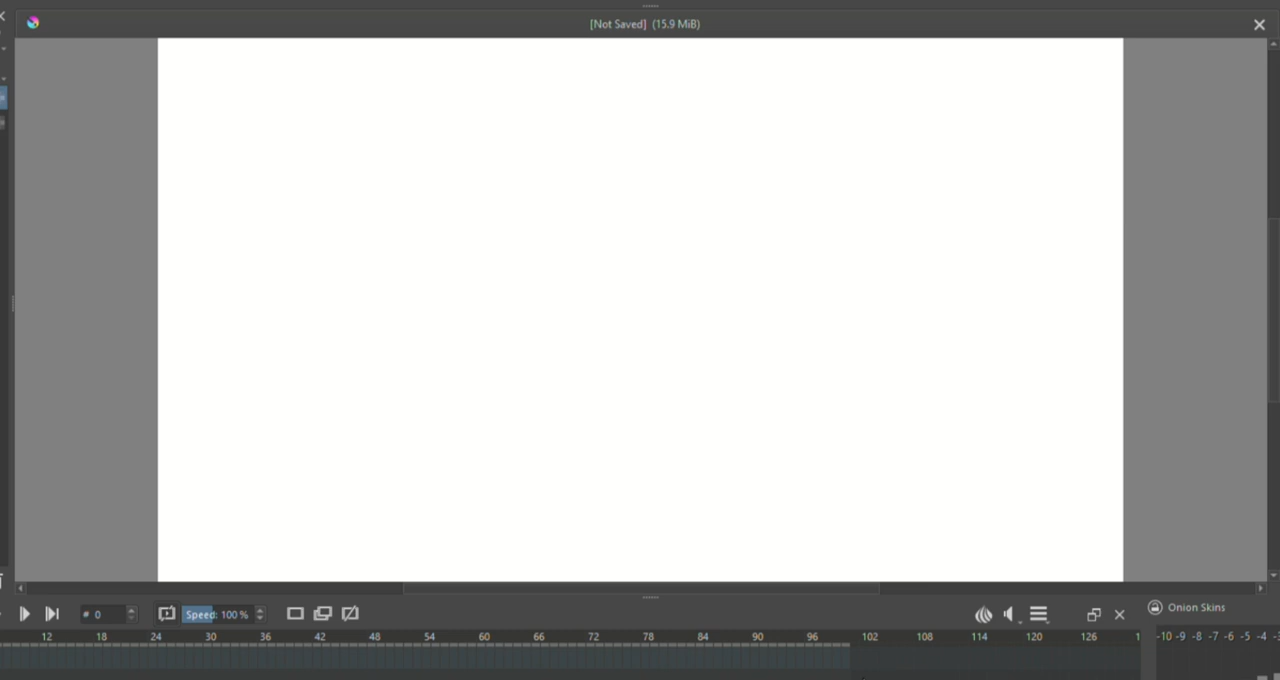 [Not Saved] (15.9 MiB)
# 0
Speed: 100 %
Onion Skins
12 18 24 30 36 42 48 54 60 66 72 78 84 90 96 102 108 114 120 126
-10 -9 -8 -7 -6 -5 -4